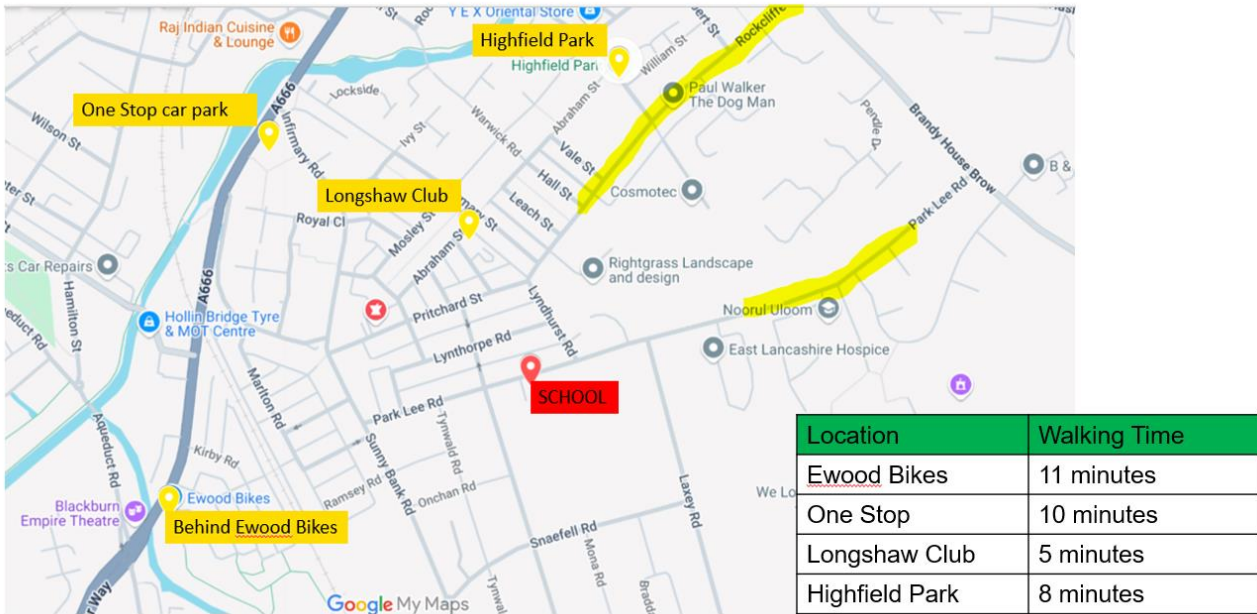 Y E X Oriental Store
Raj Indian Cuisine
& Lounge
Highfield Park
Highfield Park
William St
Rockcliffe
Paul Walker
The Dog Man
One Stop car park
A666
Lockside
Abraham St
Wilson St
Infirmary Rd
Ivy St
Warwick Rd
Vale St
Hall St
Pendle D
Brandy House Brow
B &
Cosmotec
Longshaw Club
Leach St
Park Lee Rd
Royal Cl
Mosley St
Abraham St
Rightgrass Landscape
and design
s Car Repairs
A666
Hamilton St
Pritchard St
Lyndhurst Rd
Noorul Uloom
Hollin Bridge Tyre
& MOT Centre
Lynthorpe Rd
East Lancashire Hospice
SCHOOL
Marlton Rd
Park Lee Rd
Aqueduct Rd
Kirby Rd
Sunny Bank Rd
Tynwald Rd
Laxey Rd
Ramsey Rd
Onchan Rd
We Lo
Blackburn
Empire Theatre
Ewood Bikes
Behind Ewood Bikes
Snaefell Rd
Mona Rd
Tynwal
Bradda
r Way
Google My Maps
Location Walking Time
Ewood Bikes 11 minutes
One Stop 10 minutes
Longshaw Club 5 minutes
Highfield Park 8 minutes